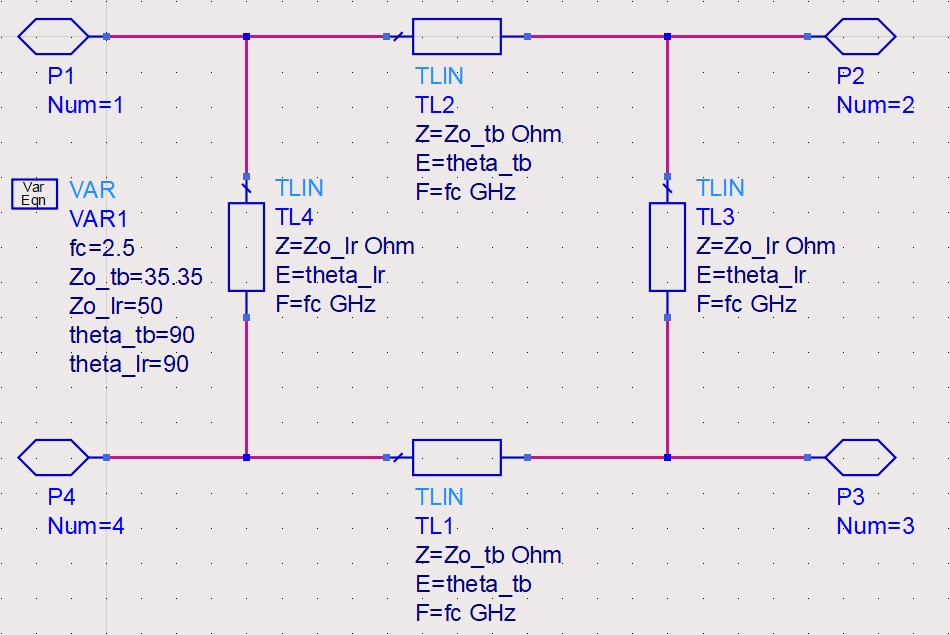 P1
Num=1
TLIN
TL2
Z=Zo_tb Ohm
E=theta_tb
F=fc GHz
P2
Num=2
Var
Eqn
VAR
VAR1
fc=2.5
Zo_tb=35.35
Zo_lr=50
theta_tb=90
theta_lr=90
TLIN
TL4
Z=Zo_lr Ohm
E=theta_lr
F=fc GHz
TLIN
TL3
Z=Zo_lr Ohm
E=theta_lr
F=fc GHz
P4
Num=4
TLIN
TL1
Z=Zo_tb Ohm
E=theta_tb
F=fc GHz
P3
Num=3